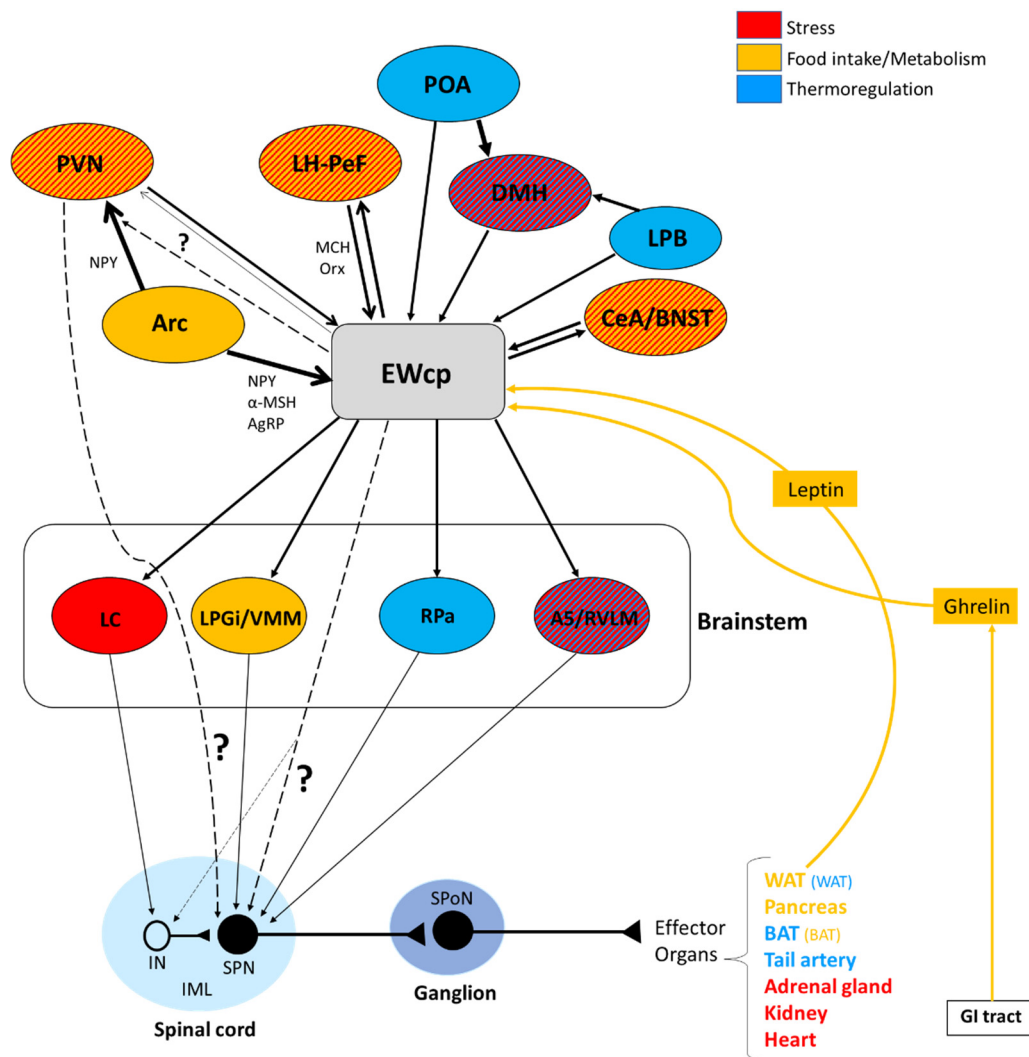 Stress
Food intake/Metabolism
Thermoregulation
POA
PVN
LH-PeF
DMH
LPB
?
NPY
MCH
Orx
Arc
CeA/BNST
EWcp
NPY
α-MSH
AgRP
Leptin
Ghrelin
LC
LPGi/VMM
RPa
A5/RVLM
Brainstem
?
?
IN
SPN
IML
Spinal cord
SPoN
Ganglion
Effector
Organs
WAT (WAT)
Pancreas
BAT (BAT)
Tail artery
Adrenal gland
Kidney
Heart
GI tract